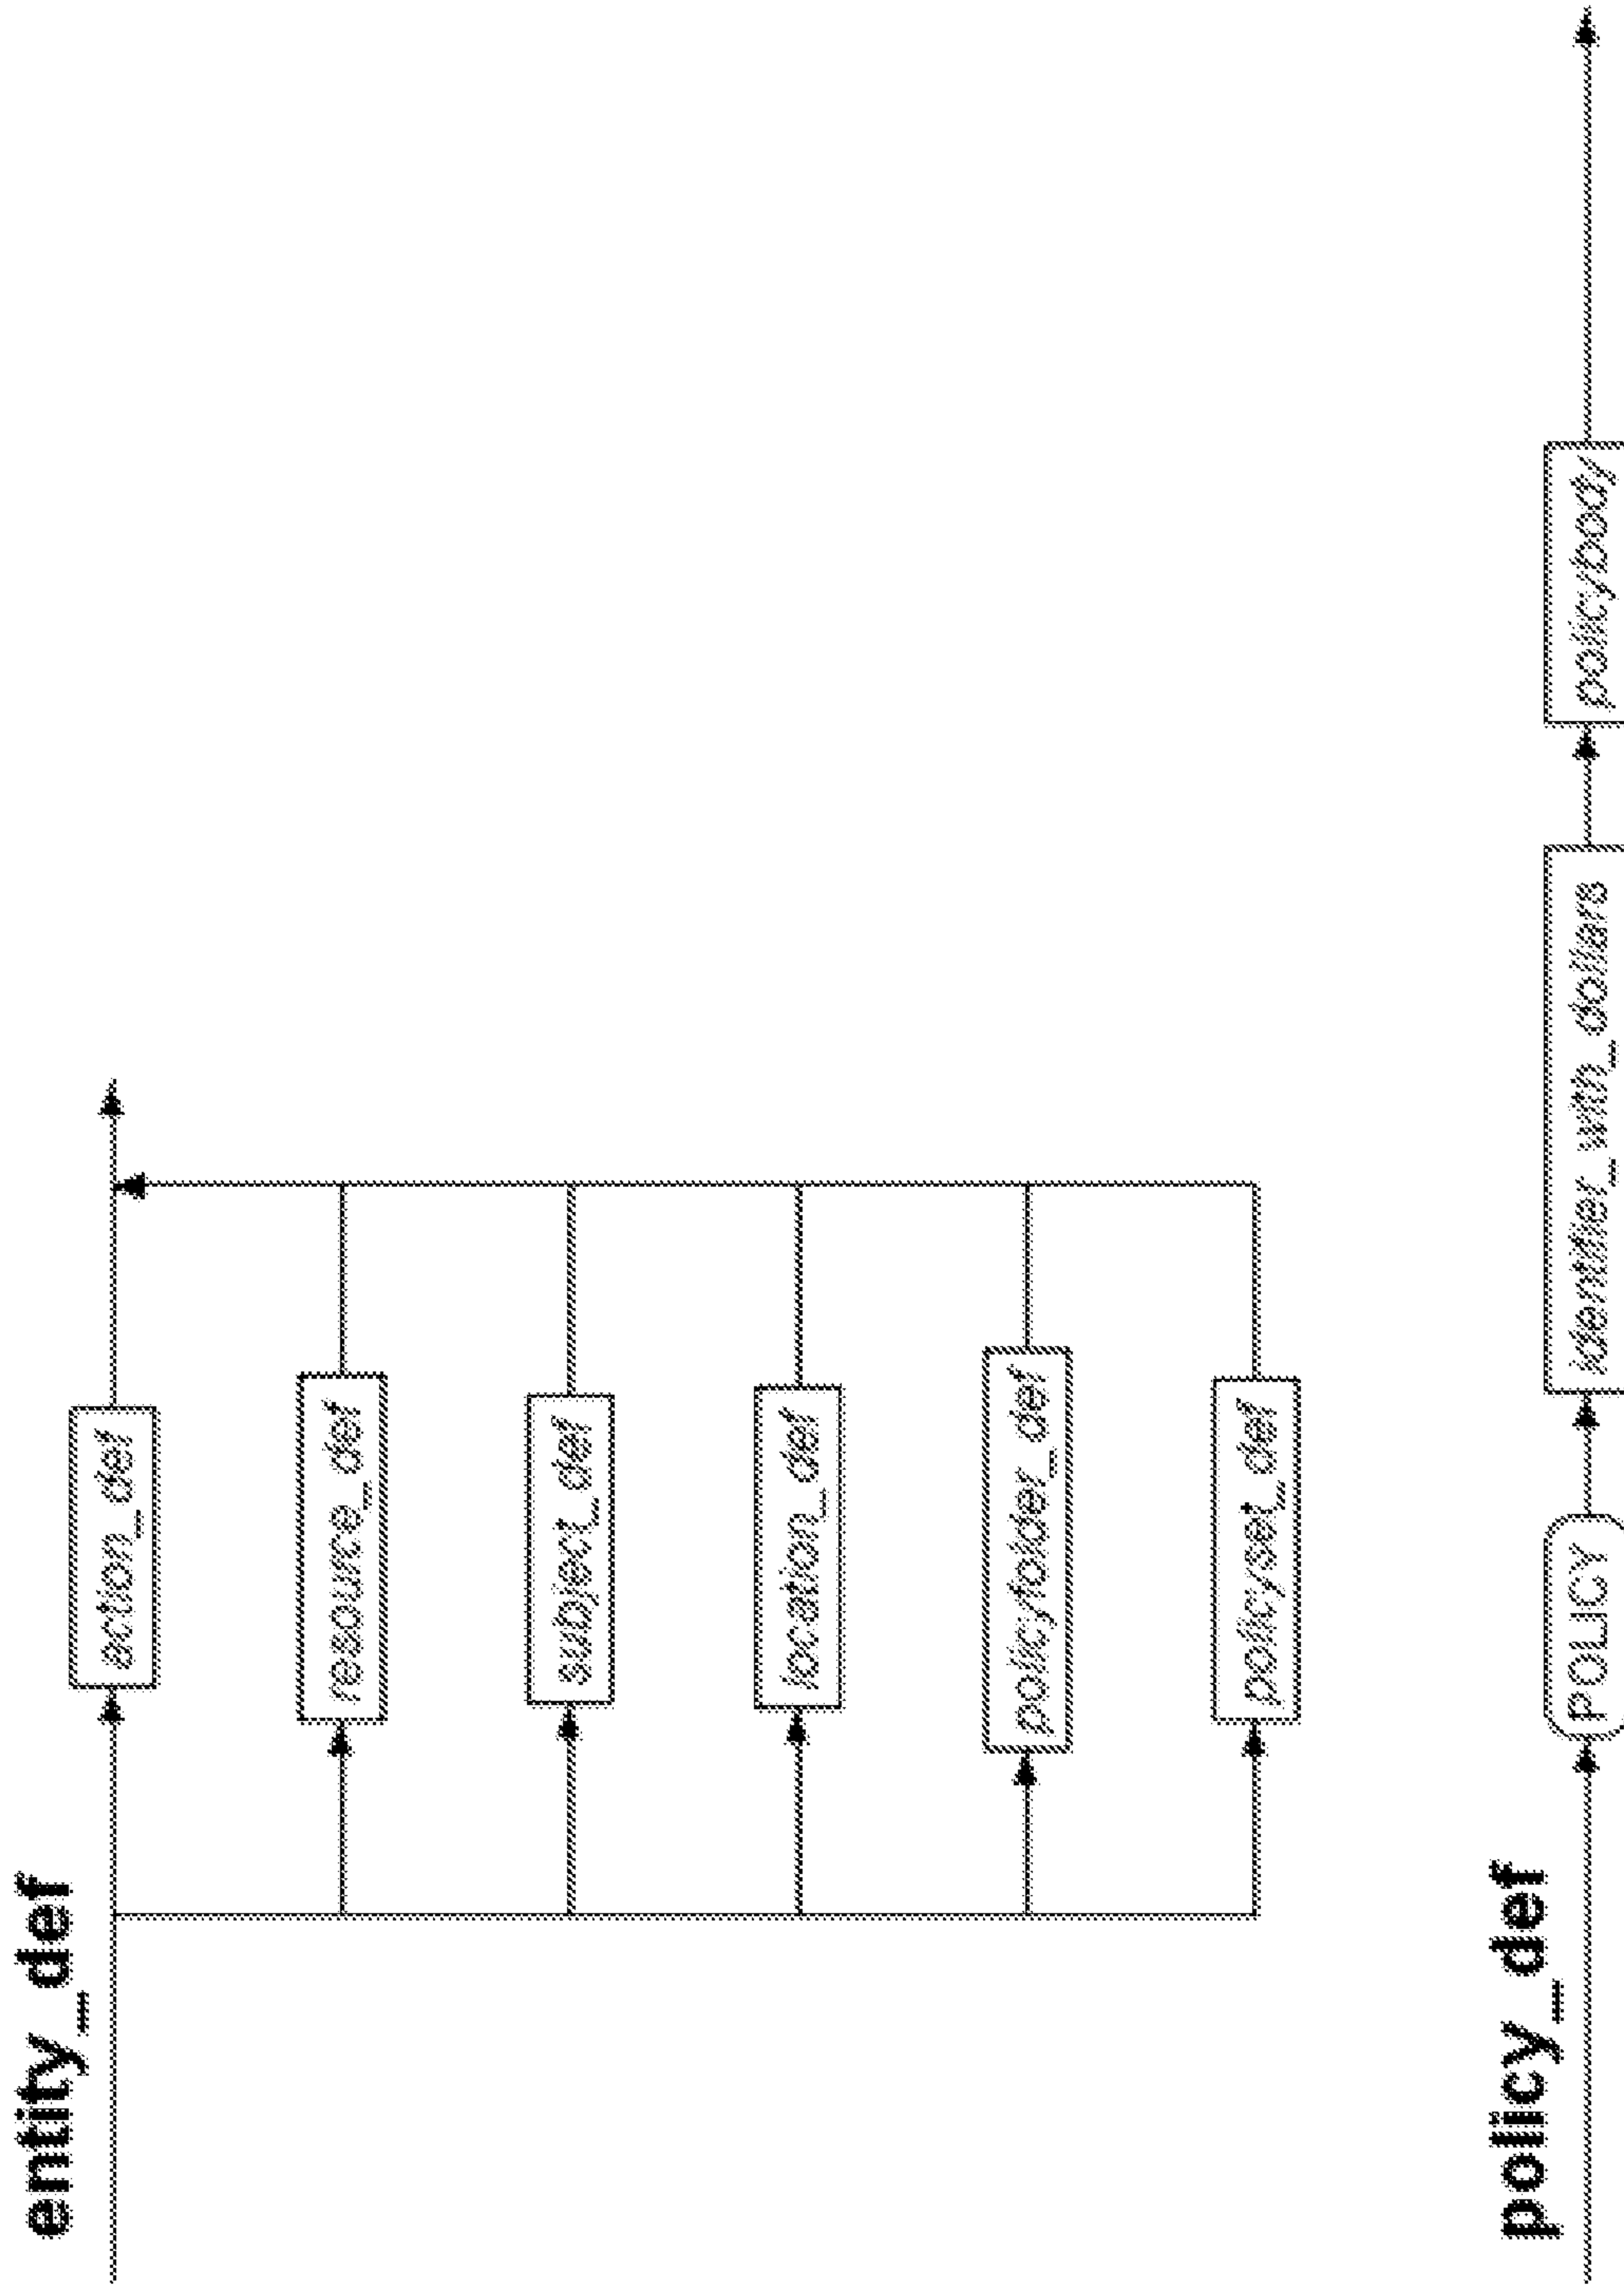 entity_def
action_def
resource_def
subject_def
location_def
policyfolder_def
policyset_def
policy_def
POLICY
identifier_with_dollars
policybody